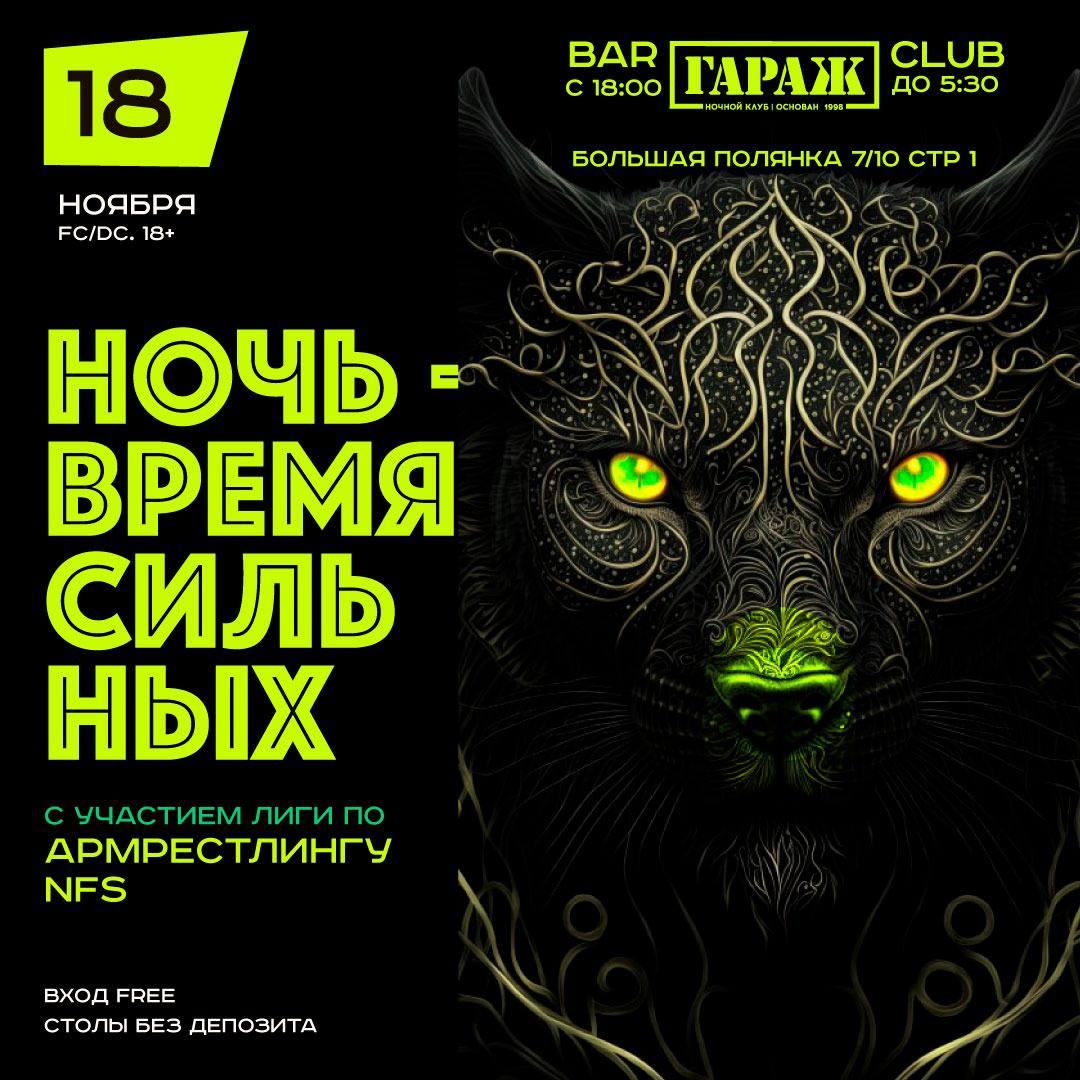 18
НОЯБРЯ
FC/DC. 18+
BAR
С 18:00
ГАРАЖ
НОЧНОЙ КЛУБ | ОСНОВАН 1998
CLUB
ДО 5:30
БОЛЬШАЯ ПОЛЯНКА 7/10 СТР 1
НОЧЬ -
ВРЕМЯ
СИЛЬ
НЫХ
С УЧАСТИЕМ ЛИГИ ПО
АРМРЕСТЛИНГУ
NFS
ВХОД FREE
СТОЛЫ БЕЗ ДЕПОЗИТА